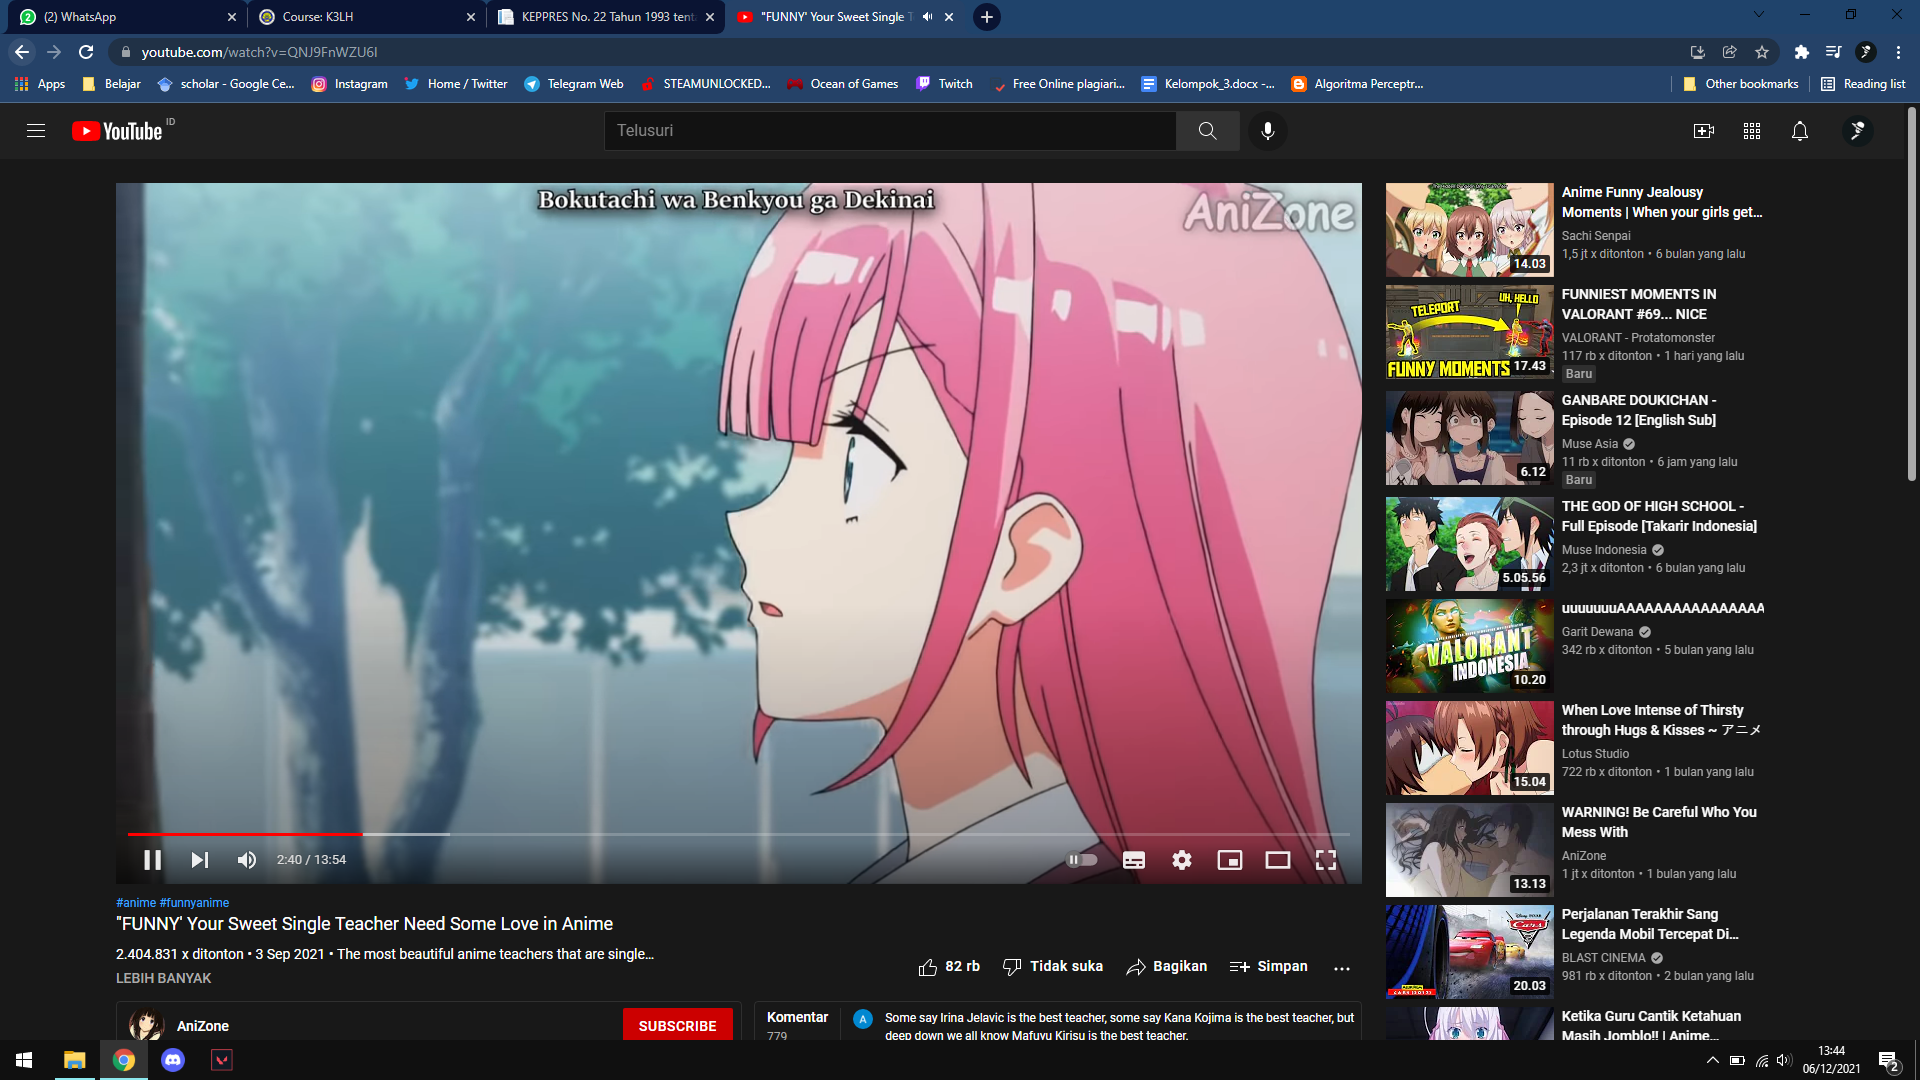 (2) WhatsApp
Course: K3LH
KEPPRES No. 22 Tahun 1993 tent
"FUNNY' Your Sweet Single T
youtube.com/watch?v=QNJ9FnWZU6I
Apps
Belajar
scholar - Google Ce...
Instagram
Home / Twitter
Telegram Web
STEAMUNLOCKED...
Ocean of Games
Twitch
Free Online plagiari...
Kelompok_3.docx -...
Algoritma Perceptr...
Other bookmarks
Reading list
YouTube ID
Telusuri
Bokutachi wa Benkyou ga Dekinai
AniZone
2:40 / 13:54
#anime #funnyanime
"FUNNY' Your Sweet Single Teacher Need Some Love in Anime
2.404.831 x ditonton • 3 Sep 2021 • The most beautiful anime teachers that are single...
LEBIH BANYAK
82 rb
Tidak suka
Bagikan
Simpan
AniZone
SUBSCRIBE
Komentar
779
A
Some say Irina Jelavic is the best teacher, some say Kana Kojima is the best teacher, but
deep down we all know Mafuyu Kirisu is the best teacher.
14.03
Anime Funny Jealousy
Moments | When your girls get...
Sachi Senpai
1,5 jt x ditonton • 6 bulan yang lalu
TELEPORT
UH, HELLO
FUNNY MOMENTS
17.43
FUNNIEST MOMENTS IN
VALORANT #69... NICE
VALORANT - Protatomonster
117 rb x ditonton • 1 hari yang lalu
Baru
6.12
GANBARE DOUKICHAN -
Episode 12 [English Sub]
Muse Asia
11 rb x ditonton • 6 jam yang lalu
Baru
5.05.56
THE GOD OF HIGH SCHOOL -
Full Episode [Takarir Indonesia]
Muse Indonesia
2,3 jt x ditonton • 6 bulan yang lalu
VALORANT
INDONESIA
10.20
uuuuuuuAAAAAAAAAAAAAAAA
Garit Dewana
342 rb x ditonton • 5 bulan yang lalu
15.04
When Love Intense of Thirsty
through Hugs & Kisses ~ アニメ
Lotus Studio
722 rb x ditonton • 1 bulan yang lalu
13.13
WARNING! Be Careful Who You
Mess With
AniZone
1 jt x ditonton • 1 bulan yang lalu
Cars 3
20.03
Perjalanan Terakhir Sang
Legenda Mobil Tercepat Di...
BLAST CINEMA
981 rb x ditonton • 2 bulan yang lalu
Ketika Guru Cantik Ketahuan
Masih Jomblo!! | Anime...
13:44
06/12/2021
2